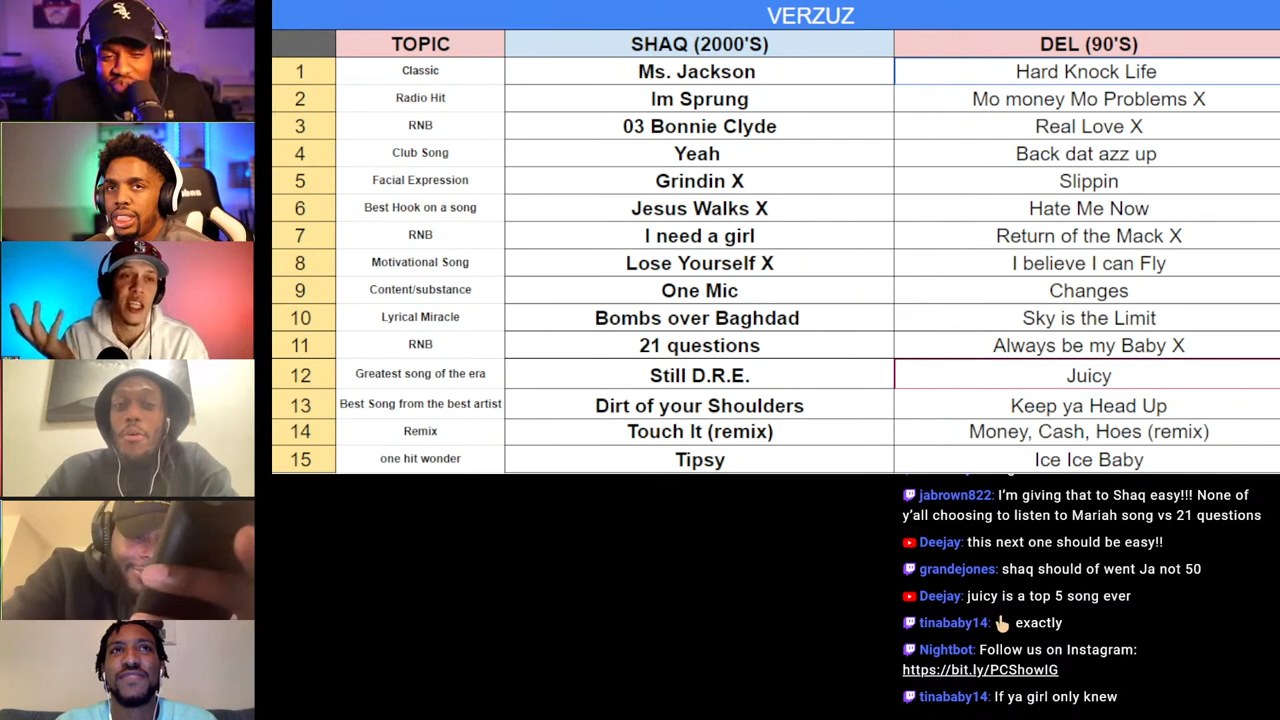 VERZUZ
TOPIC SHAQ (2000'S) DEL (90'S)
1 Classic Ms. Jackson Hard Knock Life
2 Radio Hit Im Sprung Mo money Mo Problems X
3 RNB 03 Bonnie Clyde Real Love X
4 Club Song Yeah Back dat azz up
5 Facial Expression Grindin X Slippin
6 Best Hook on a song Jesus Walks X Hate Me Now
7 RNB I need a girl Return of the Mack X
8 Motivational Song Lose Yourself X I believe I can Fly
9 Content/substance One Mic Changes
10 Lyrical Miracle Bombs over Baghdad Sky is the Limit
11 RNB 21 questions Always be my Baby X
12 Greatest song of the era Still D.R.E. Juicy
13 Best Song from the best artist Dirt of your Shoulders Keep ya Head Up
14 Remix Touch It (remix) Money, Cash, Hoes (remix)
15 one hit wonder Tipsy Ice Ice Baby
jabrown822: I'm giving that to Shaq easy!!! None of
y'all choosing to listen to Mariah song vs 21 questions
Deejay: this next one should be easy!!
grandejones: shaq should of went Ja not 50
Deejay: juicy is a top 5 song ever
tinababy14: 👆🏻 exactly
Nightbot: Follow us on Instagram:
https://bit.ly/PCShowIG
tinababy14: If ya girl only knew